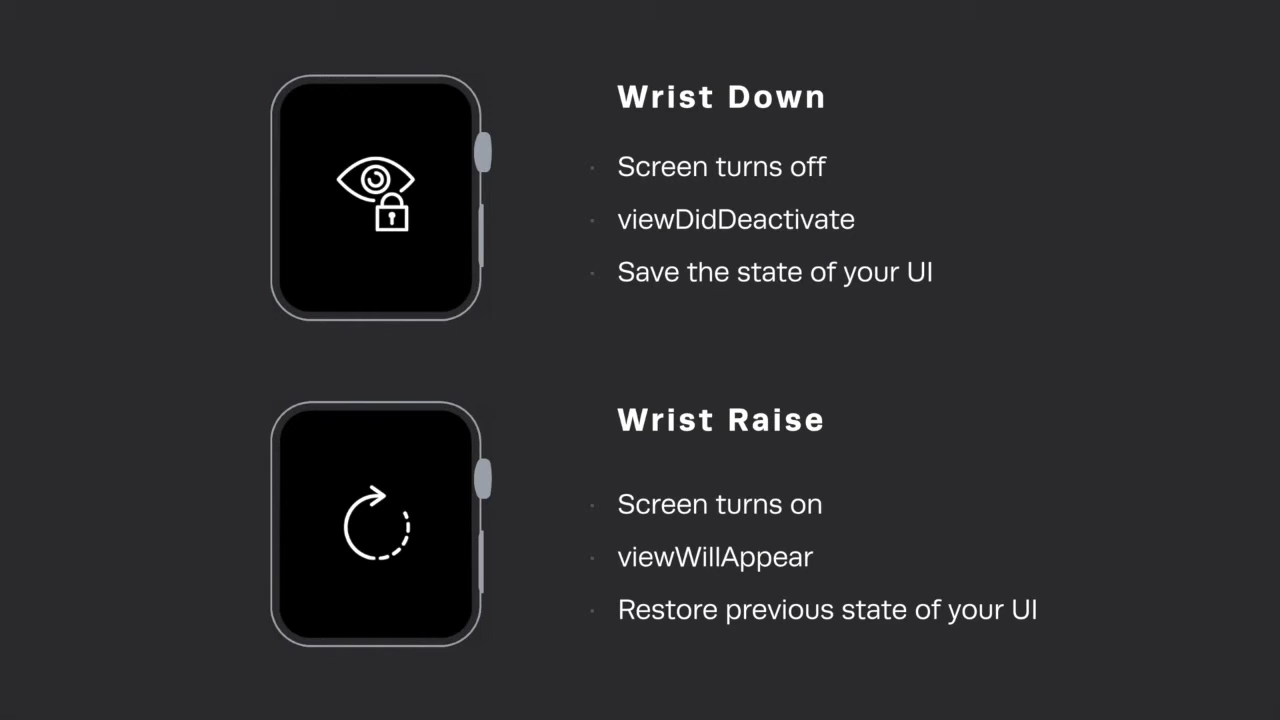 Wrist Down
Screen turns off
viewDidDeactivate
Save the state of your UI
Wrist Raise
Screen turns on
viewWillAppear
Restore previous state of your UI